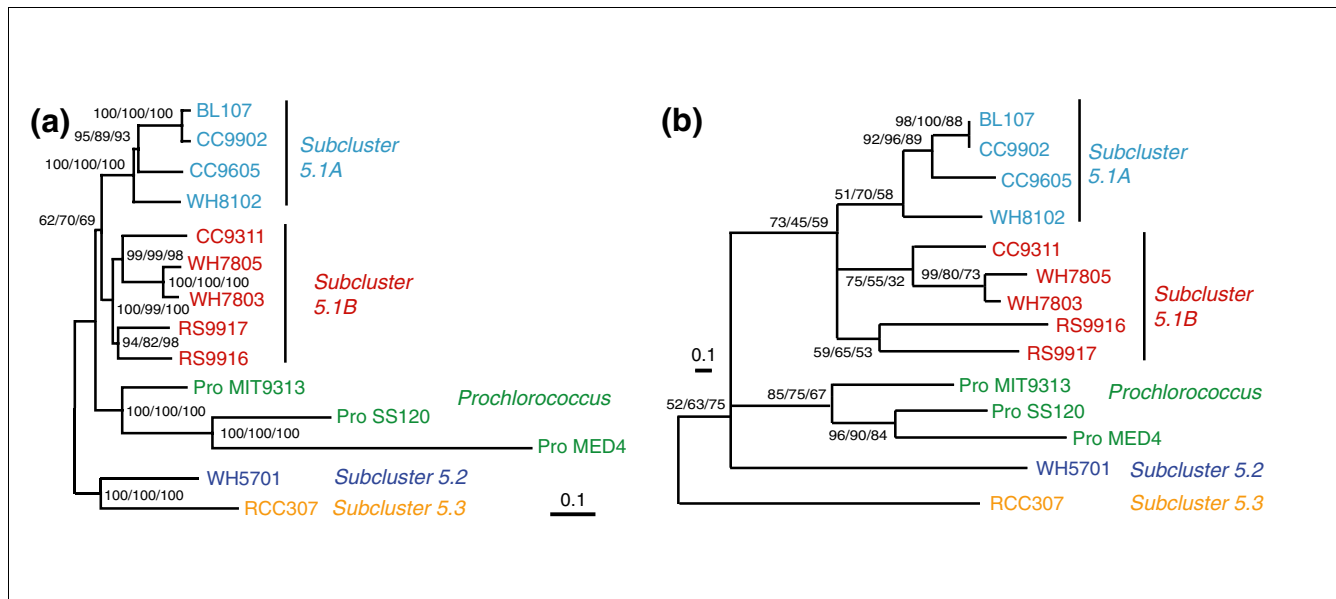 (a)
100/100/100
BL107
95/89/93
CC9902
100/100/100
CC9605
WH8102
Subcluster
5.1A
62/70/69
CC9311
99/99/98
WH7805
100/100/100
WH7803
100/99/100
RS9917
94/82/98
RS9916
Subcluster
5.1B
Pro MIT9313
Prochlorococcus
100/100/100
Pro SS120
100/100/100
Pro MED4
WH5701
Subcluster 5.2
100/100/100
RCC307
Subcluster 5.3
0.1
(b)
98/100/88
BL107
92/96/89
CC9902
CC9605
51/70/58
WH8102
Subcluster
5.1A
73/45/59
CC9311
99/80/73
WH7805
75/55/32
WH7803
RS9916
59/65/53
RS9917
Subcluster
5.1B
0.1
85/75/67
Pro MIT9313
Prochlorococcus
52/63/75
Pro SS120
96/90/84
Pro MED4
WH5701
Subcluster 5.2
RCC307
Subcluster 5.3